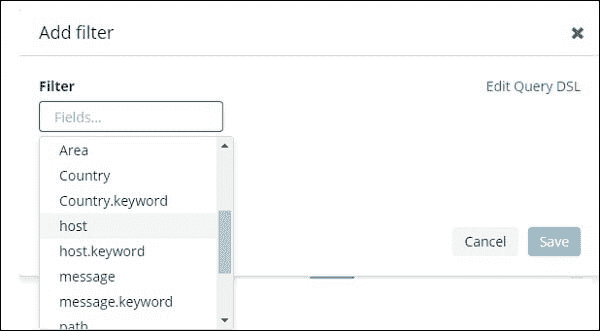 Add filter
Filter
Edit Query DSL
Fields...
Area
Country
Country.keyword
host
host.keyword
message
message.keyword
path
Cancel
Save